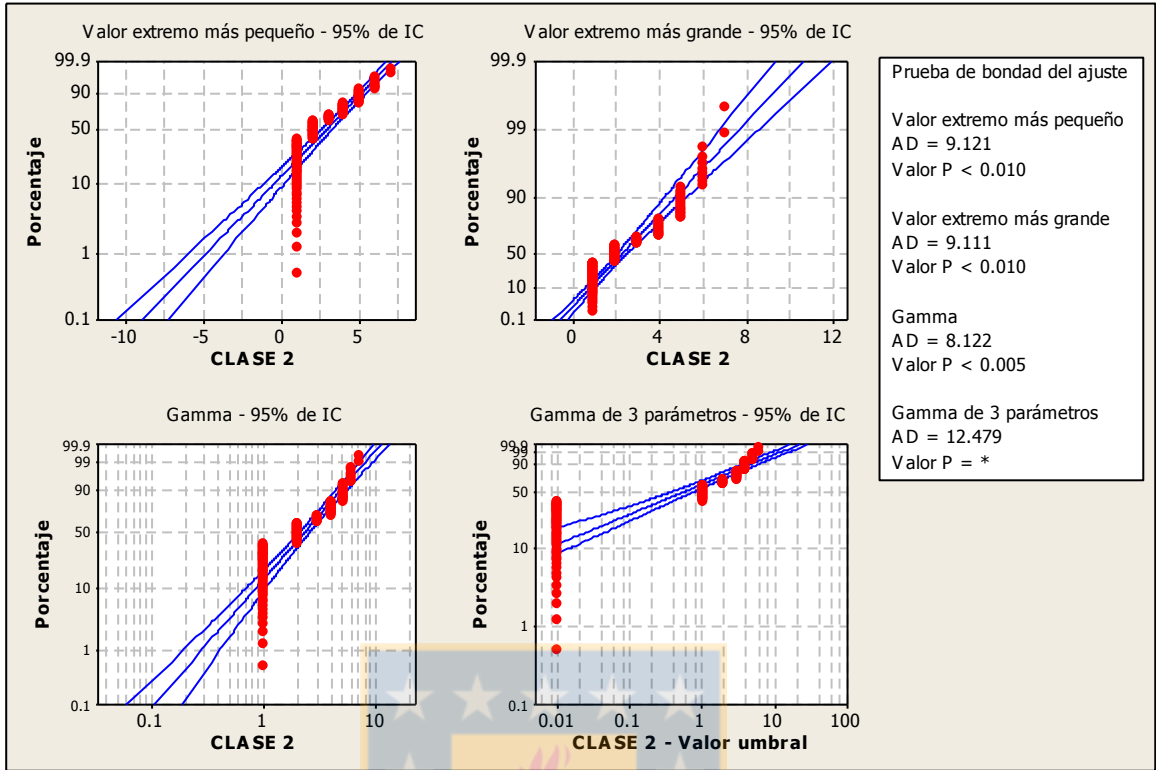 Valor extremo más pequeño - 95% de IC
99.9
90
50
10
1
0.1
Porcentaje
-10 -5 0 5
CLASE 2
Valor extremo más grande - 95% de IC
99.9
99
90
50
10
0.1
Porcentaje
0 4 8 12
CLASE 2
Gamma - 95% de IC
99.9
99
90
50
10
1
0.1
Porcentaje
0.1 1 10
CLASE 2
Gamma de 3 parámetros - 95% de IC
99.9
99
90
50
10
1
0.1
Porcentaje
0.01 0.1 1 10 100
CLASE 2 - Valor umbral
Prueba de bondad del ajuste
Valor extremo más pequeño
AD = 9.121
Valor P < 0.010
Valor extremo más grande
AD = 9.111
Valor P < 0.010
Gamma
AD = 8.122
Valor P < 0.005
Gamma de 3 parámetros
AD = 12.479
Valor P = *